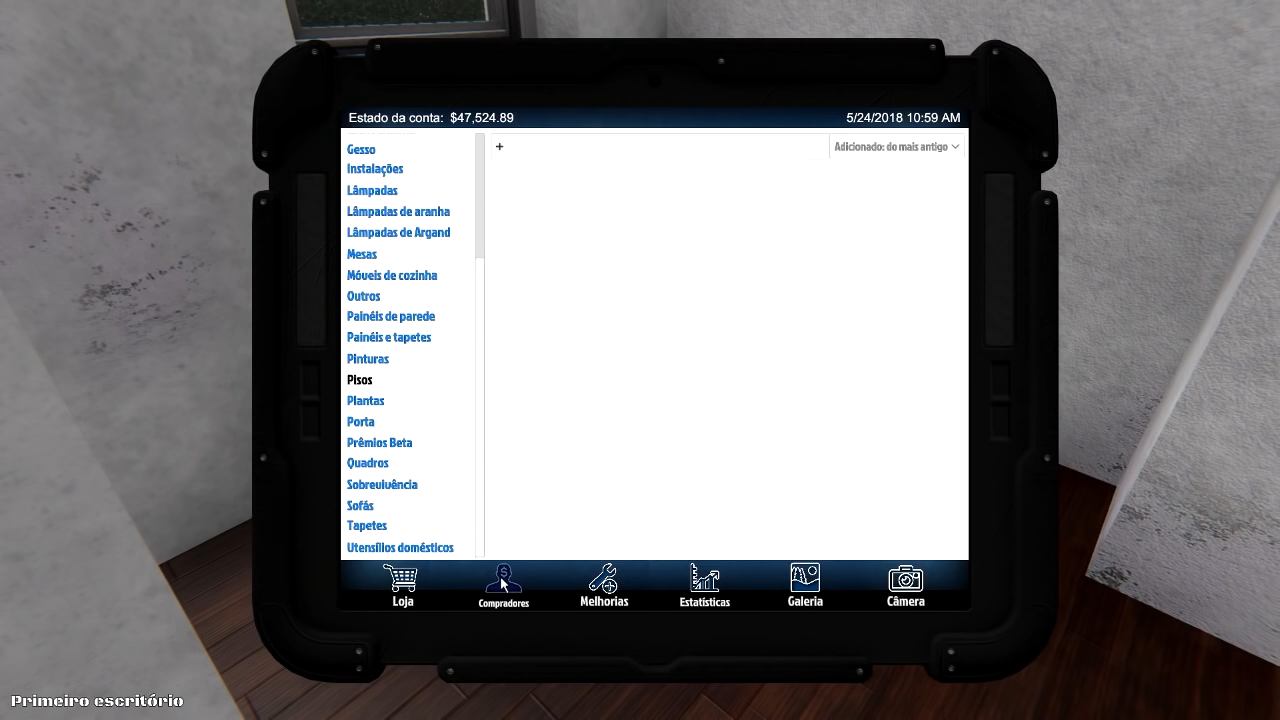 Estado da conta: $47,524.89
5/24/2018 10:59 AM
Gesso
Instalações
Lâmpadas
Lâmpadas de aranha
Lâmpadas de Argand
Mesas
Móveis de cozinha
Outros
Painéis de parede
Painéis e tapetes
Pinturas
Pisos
Plantas
Porta
Prêmios Beta
Quadros
Sobrevivência
Sofás
Tapetes
Utensílios domésticos
+
Adicionado: do mais antigo
Loja
Compradores
Melhorias
Estatísticas
Galeria
Câmera
Primeiro escritório